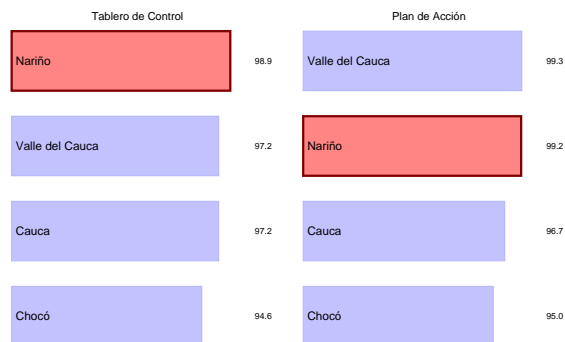 Tablero de Control
Nariño 98.9
Valle del Cauca 97.2
Cauca 97.2
Chocó 94.6
Plan de Acción
Valle del Cauca 99.3
Nariño 99.2
Cauca 96.7
Chocó 95.0